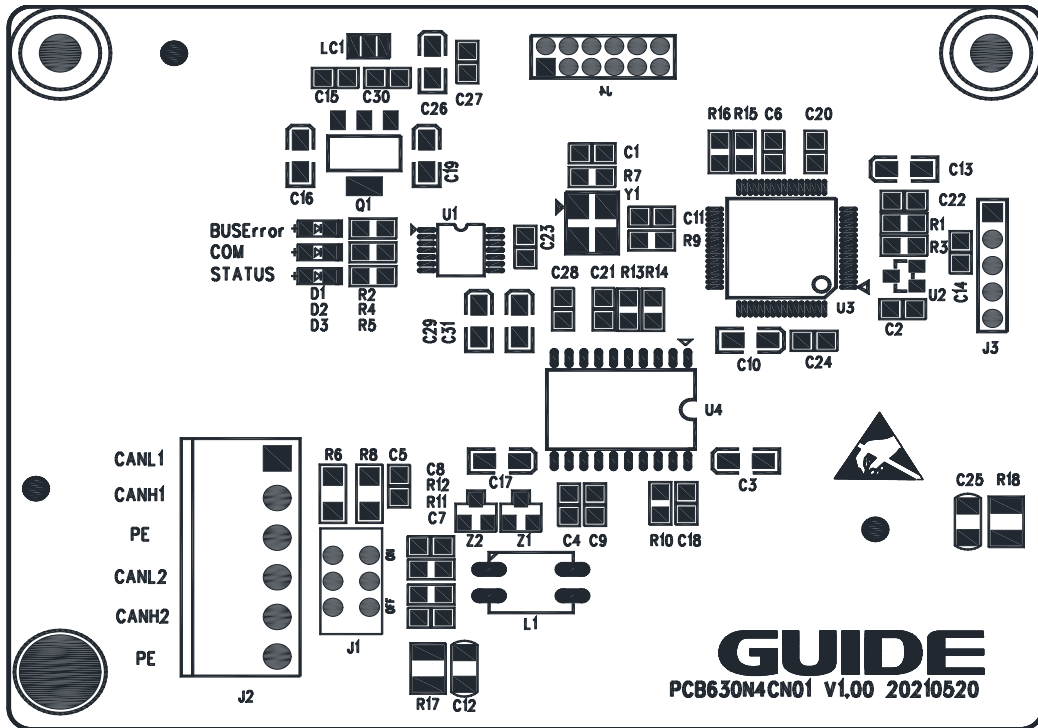 LC1
C15 C30
C26
C27
C16
Q1
C19
R16 R15 C6 C20
C1
R7
Y1
C13
C22
C11
R9
R1
R3
U1
C23
BUSError
COM
STATUS
D1 R2
D2 R4
D3 R5
C28 C21 R13 R14
U3
U2
C14
C2
J3
C29
C31
C10
C24
U4
CANL1
CANH1
PE
CANL2
CANH2
PE
J2
R6 R8 C5
C8
R12
R11
C7
C17
Z2 Z1
C4 C9
R10 C18
C3
C25 R18
ON
OFF
J1
L1
R17 C12
GUIDE
PCB630N4CN01 V1.00 20210520